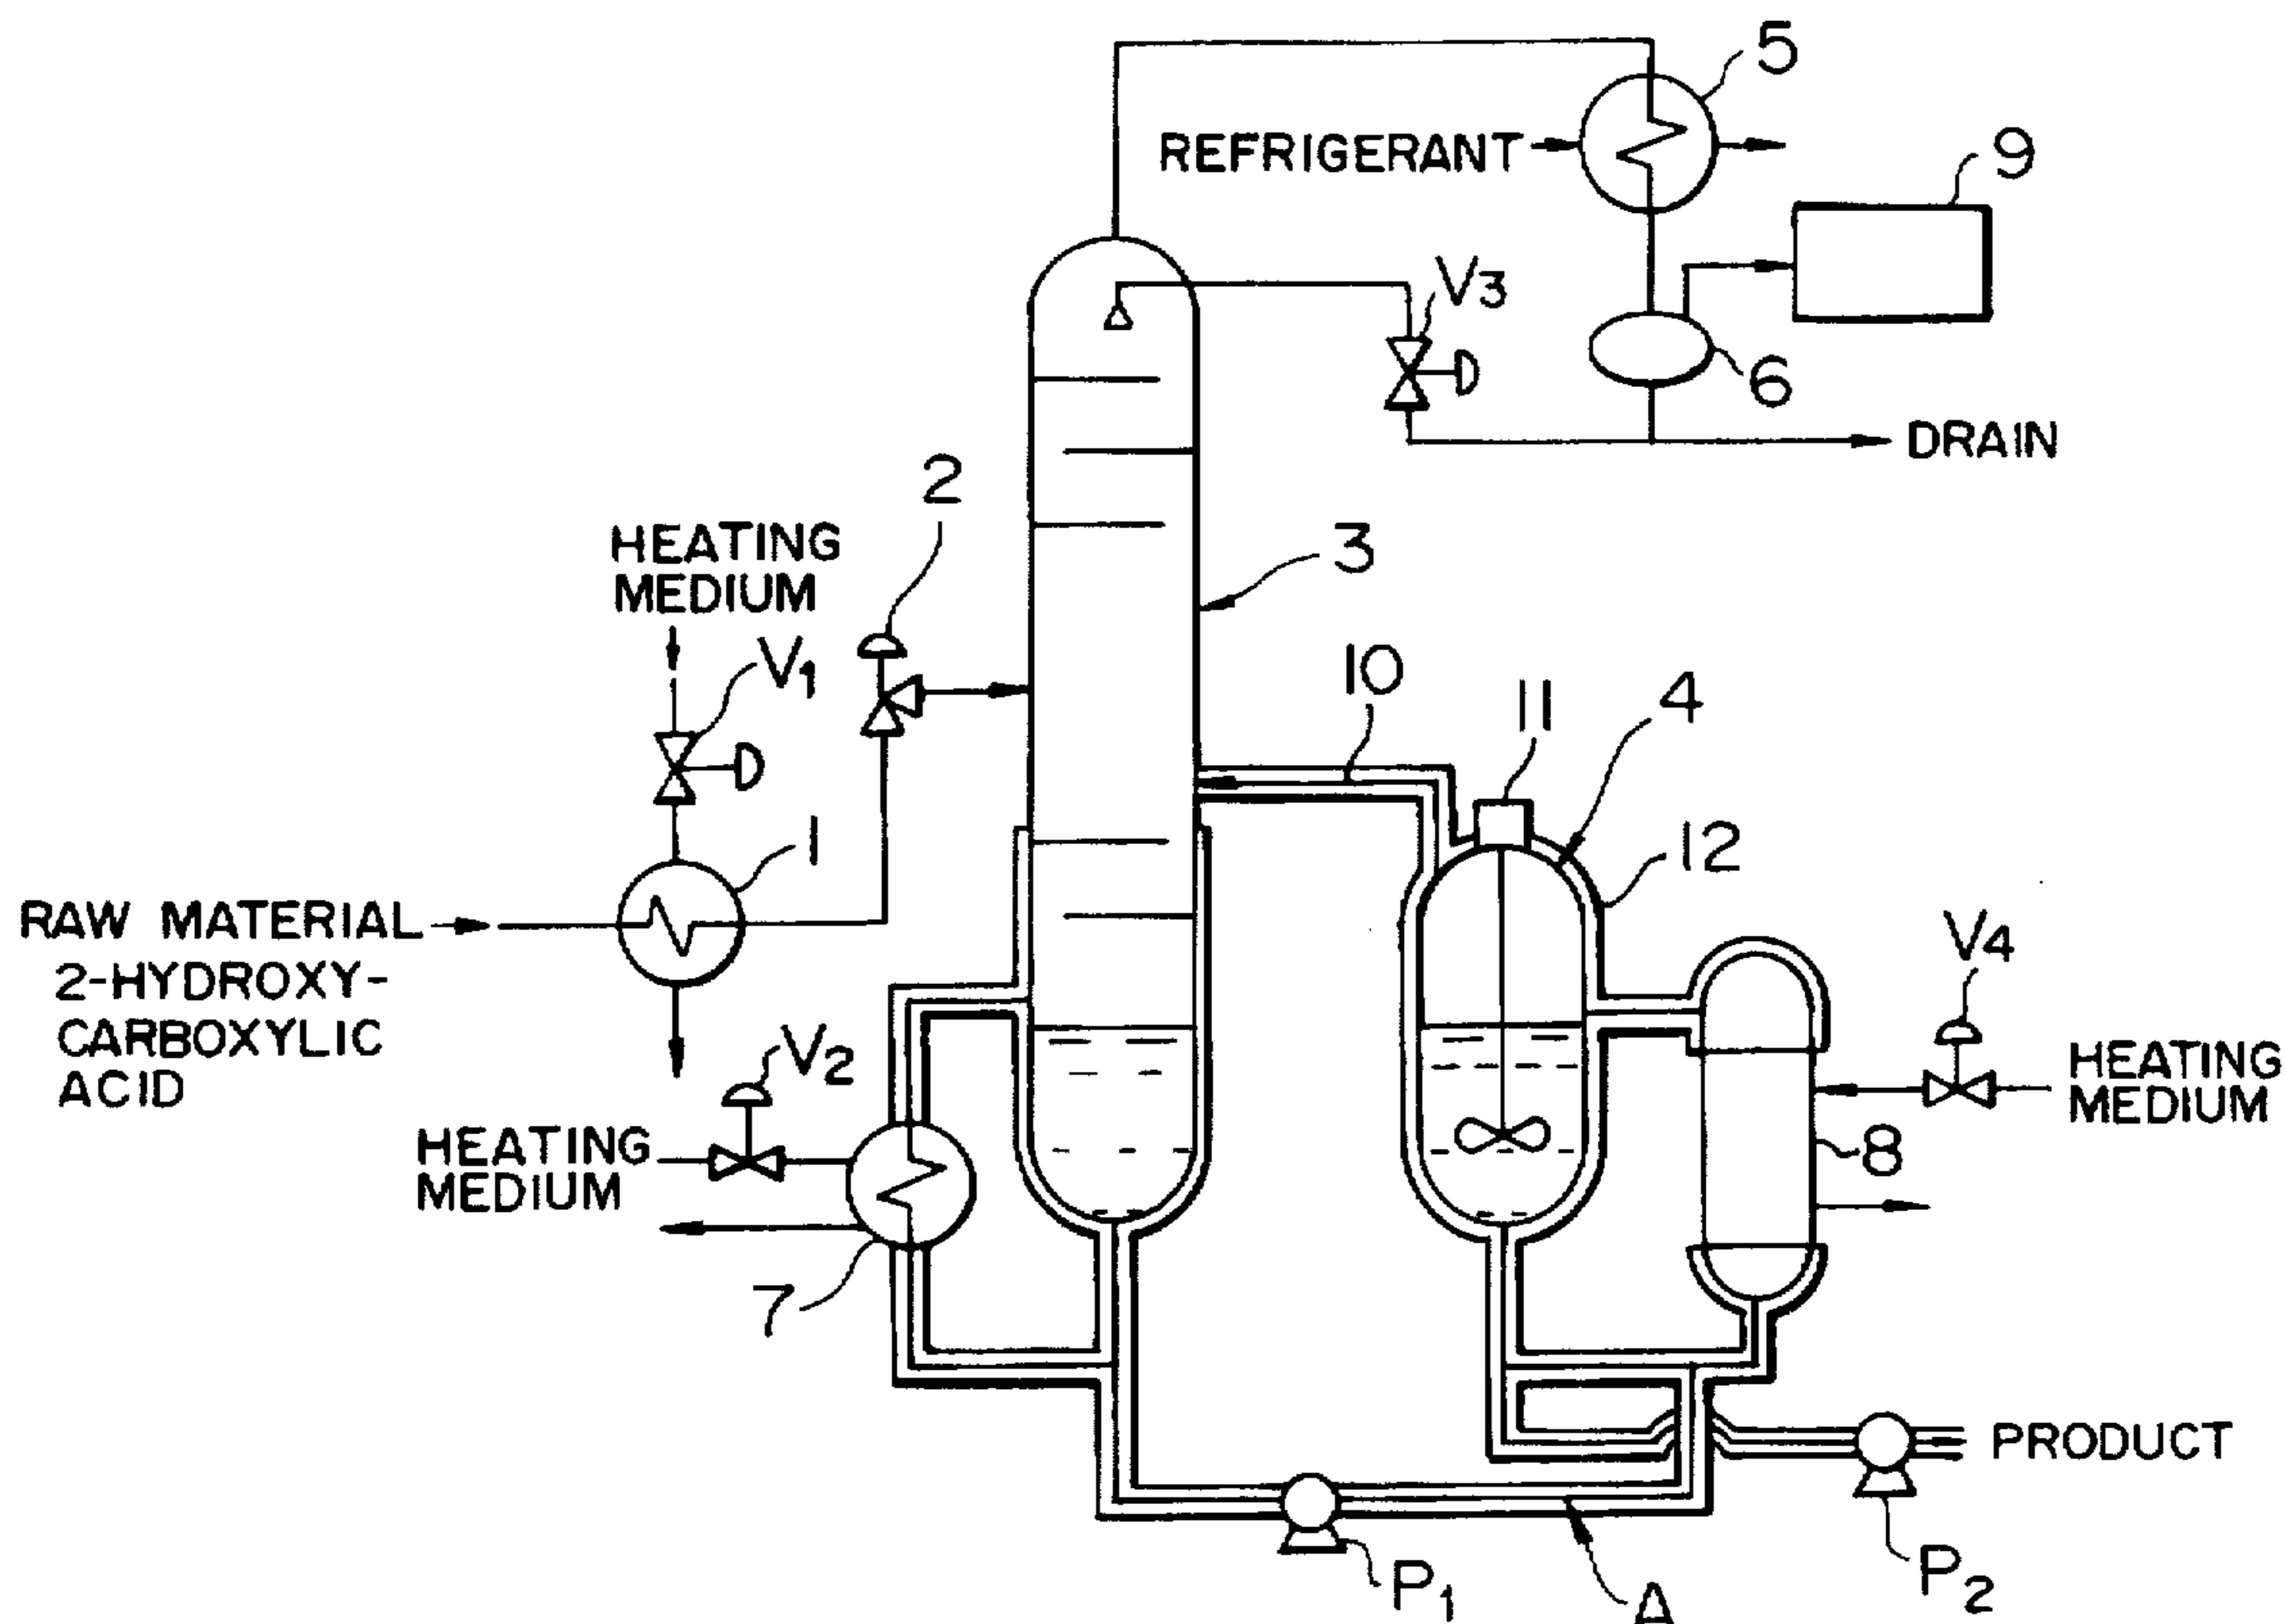 5
REFRIGERANT
9
V3
6
DRAIN
2
HEATING
MEDIUM
3
V1
10
11
4
1
12
RAW MATERIAL
2-HYDROXY-
CARBOXYLIC
ACID
V4
V2
HEATING
MEDIUM
HEATING
MEDIUM
8
7
PRODUCT
P1
A
P2